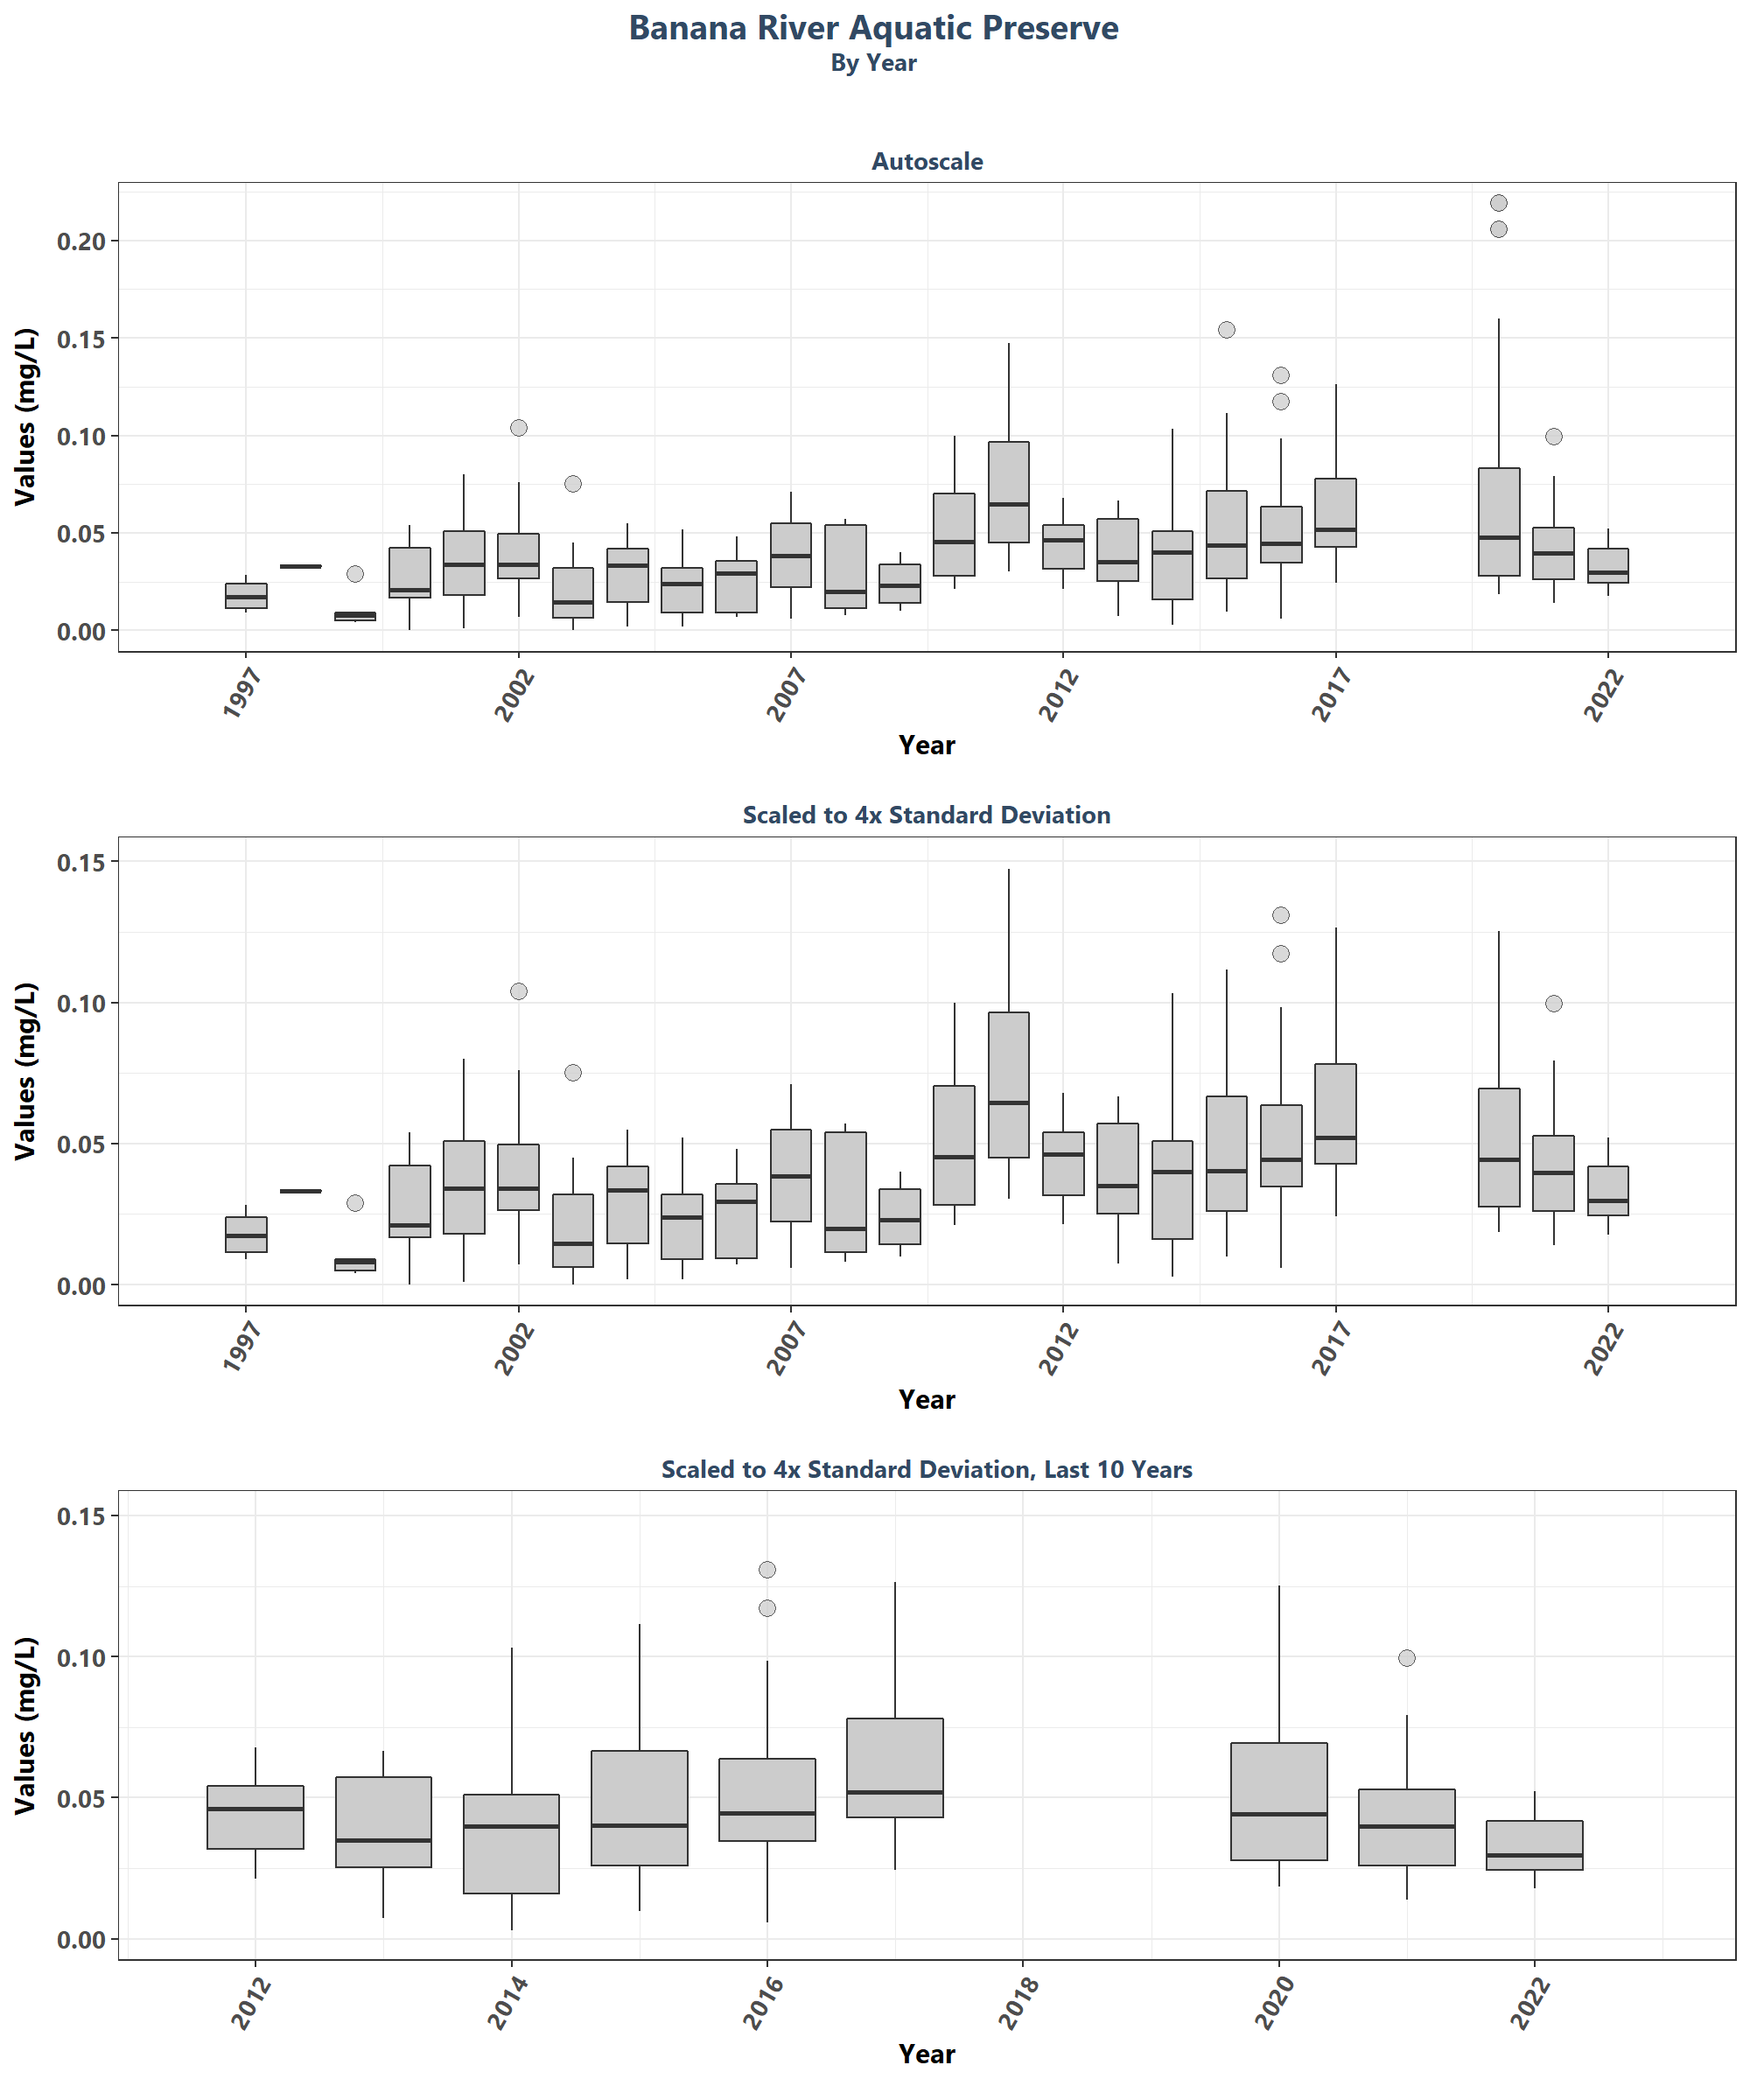 Banana River Aquatic Preserve
By Year
Autoscale
Values (mg/L)
0.20
0.15
0.10
0.05
0.00
1997 2002 2007 2012 2017 2022
Year
Scaled to 4x Standard Deviation
Values (mg/L)
0.15
0.10
0.05
0.00
1997 2002 2007 2012 2017 2022
Year
Scaled to 4x Standard Deviation, Last 10 Years
Values (mg/L)
0.15
0.10
0.05
0.00
2012 2014 2016 2018 2020 2022
Year